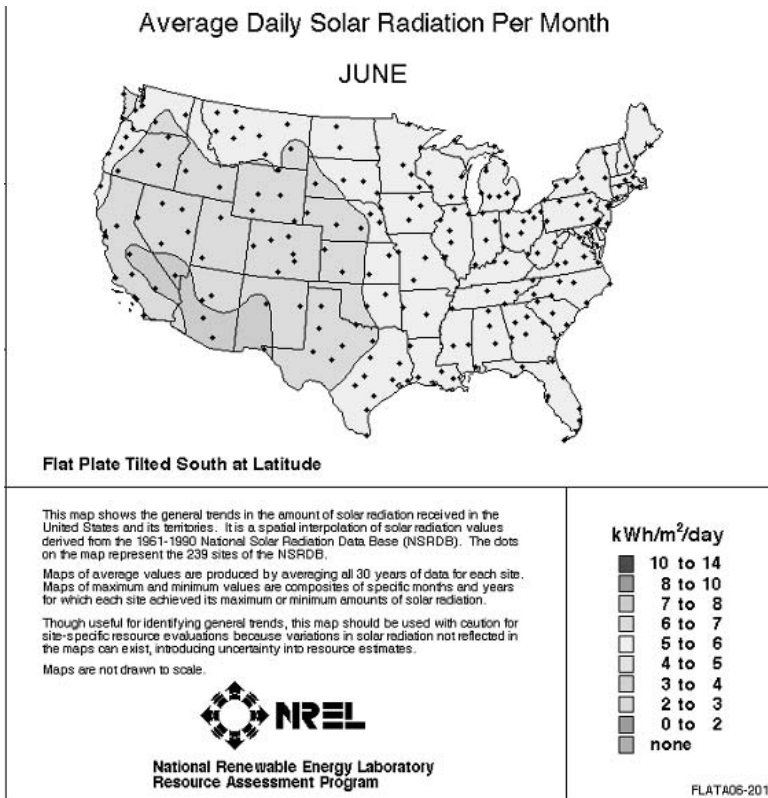 Average Daily Solar Radiation Per Month
JUNE
Flat Plate Tilted South at Latitude
This map shows the general trends in the amount of solar radiation received in the
United States and its territories. It is a spatial interpolation of solar radiation values
derived from the 1961-1990 National Solar Radiation Data Base (NSRDB). The dots
on the map represent the 239 sites of the NSRDB.
Maps of average values are produced by averaging all 30 years of data for each site.
Maps of maximum and minimum values are composites of specific months and years
for which each site achieved its maximum or minimum amounts of solar radiation.
Though useful for identifying general trends, this map should be used with caution for
site-specific resource evaluations because variations in solar radiation not reflected in
the maps can exist, introducing uncertainty into resource estimates.
Maps are not drawn to scale.
NREL
National Renewable Energy Laboratory
Resource Assessment Program
kWh/m²/day
10 to 14
8 to 10
7 to 8
6 to 7
5 to 6
4 to 5
3 to 4
2 to 3
0 to 2
none
FLATA06-201